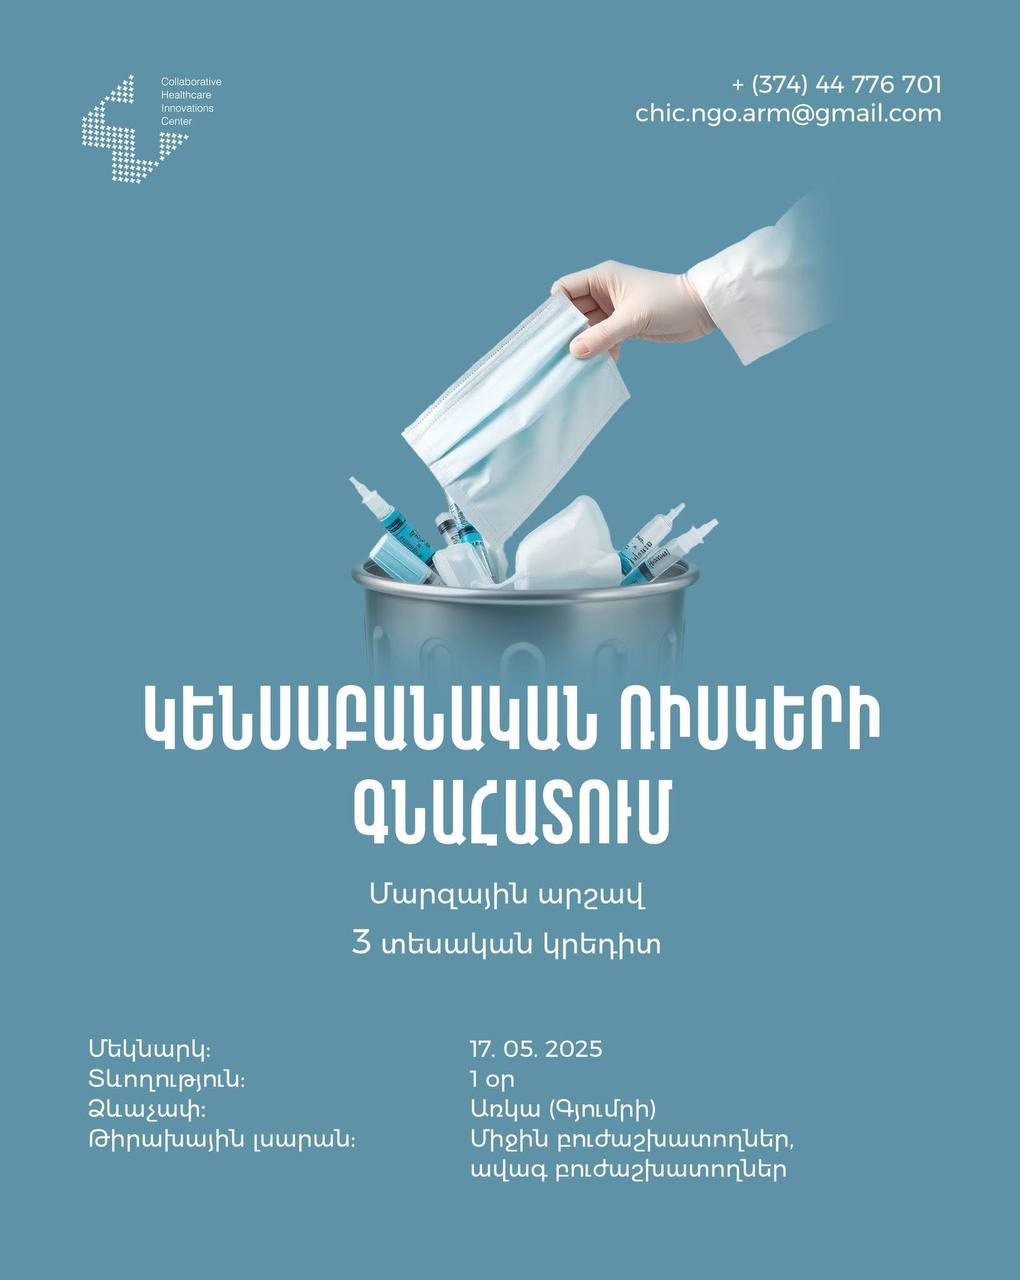 Collaborative
Healthcare
Innovations
Center
+ (374) 44 776 701
chic.ngo.arm@gmail.com
ԿԵՆՍԱԲԱՆԱԿԱՆ ՌԻՍԿԵՐԻ
ԳՆԱՀԱՏՈՒՄ
Մարզային արշավ
3 տեսական կրեդիտ
Մեկնարկ: 17. 05. 2025
Տևողություն: 1 օր
Ձևաչափ: Առկա (Գյումրի)
Թիրախային լսարան: Միջին բուժաշխատողներ,
ավագ բուժաշխատողներ